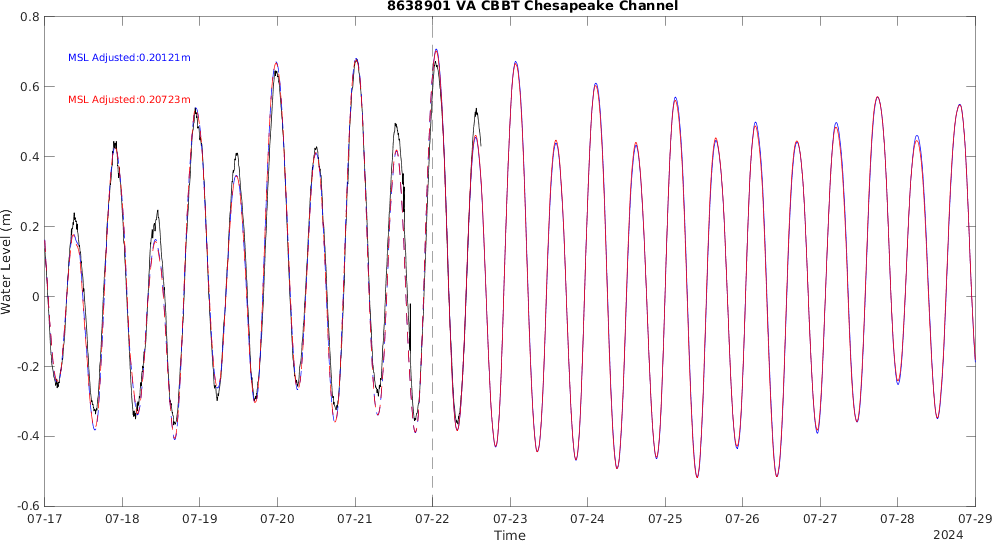 8638901 VA CBBT Chesapeake Channel
MSL Adjusted:0.20121m
MSL Adjusted:0.20723m
Water Level (m)
0.8
0.6
0.4
0.2
0
-0.2
-0.4
-0.6
07-17 07-18 07-19 07-20 07-21 07-22 07-23 07-24 07-25 07-26 07-27 07-28 07-29
Time
2024